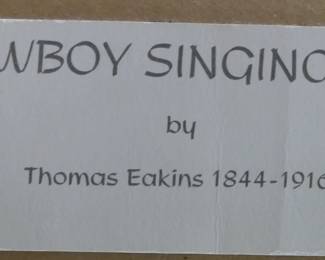 WBOY SINGING
by
Thomas Eakins 1844-1916